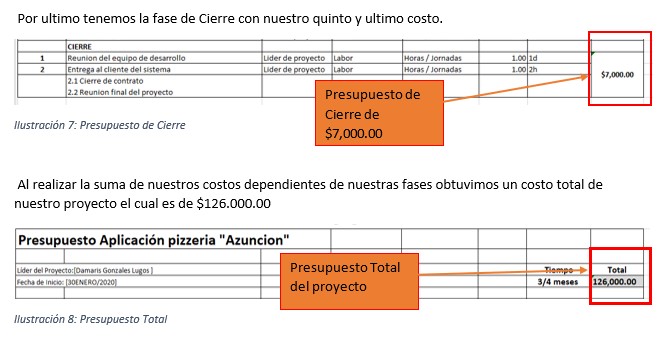 Por ultimo tenemos la fase de Cierre con nuestro quinto y ultimo costo.
CIERRE
1 Reunion del equipo de desarrollo Lider de proyecto Labor Horas / Jornadas 1.00 1d
2 Entrega al cliente del sistema Lider de proyecto Labor Horas / Jornadas 1.00 2h
$7,000.00
2.1 Cierre de contrato
2.2 Reunion final del proyecto
Presupuesto de
Cierre de
$7,000.00
Ilustración 7: Presupuesto de Cierre
Al realizar la suma de nuestros costos dependientes de nuestras fases obtuvimos un costo total de
nuestro proyecto el cual es de $126.000.00
Presupuesto Aplicación pizzeria "Azuncion"
Lider del Proyecto:[Damaris Gonzales Lugos ] Tiempo Total
Fecha de Inicio: [30ENERO/2020] 3/4 meses 126,000.00
Presupuesto Total
del proyecto
Ilustración 8: Presupuesto Total